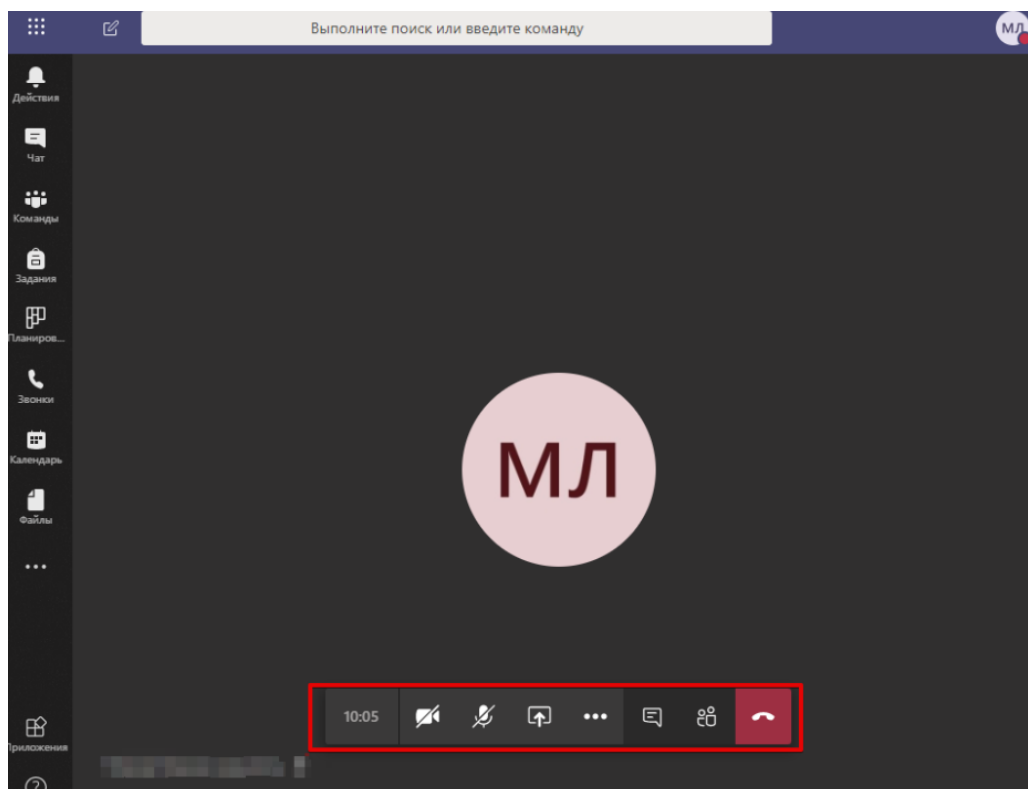 Выполните поиск или введите команду
МЛ
Действия
Чат
Команды
Задания
Планиров...
Звонки
Календарь
Файлы
МЛ
10:05
Приложения
?